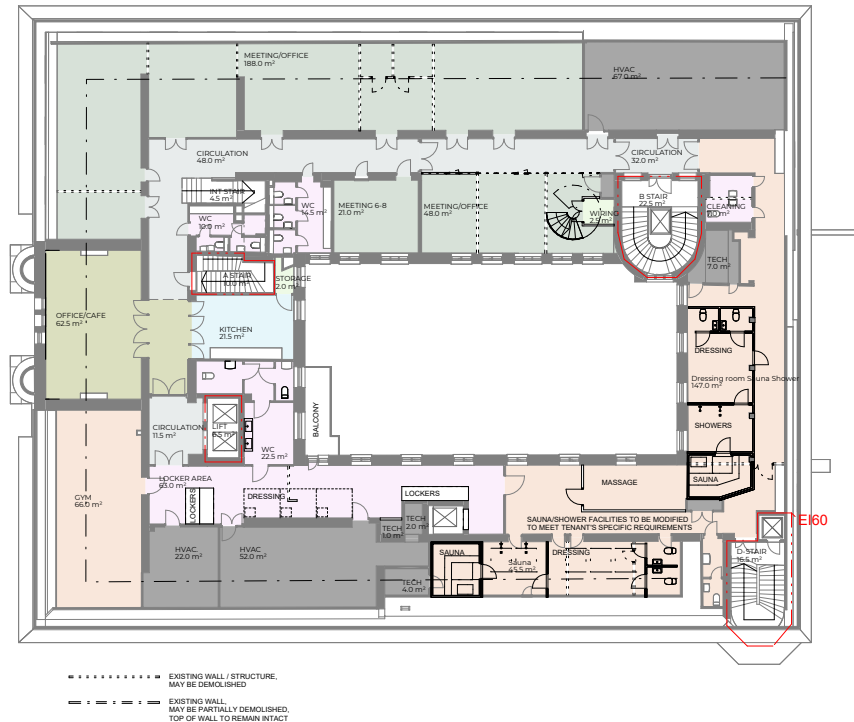 MEETING/OFFICE
188.0 m²
HVAC
67.0 m²
CIRCULATION
48.0 m²
CIRCULATION
32.0 m²
INT STAIR
4.5 m²
WC
14.5 m²
MEETING 6-8
21.0 m²
MEETING/OFFICE
48.0 m²
WIRING
2.5 m²
B STAIR
22.5 m²
CLEANING
WC
10.0 m²
A STAIR
10.0 m²
STORAGE
2.0 m²
TECH
7.0 m²
OFFICE/CAFE
62.5 m²
KITCHEN
21.5 m²
DRESSING
Dressing room Sauna Shower
147.0 m²
BALCONY
CIRCULATION
11.5 m²
LIFT
6.5 m²
WC
22.5 m²
SHOWERS
LOCKER AREA
63.0 m²
DRESSING
LOCKERS
LOCKERS
MASSAGE
SAUNA
GYM
66.0 m²
TECH
2.0 m²
TECH
1.0 m²
SAUNA/SHOWER FACILITIES TO BE MODIFIED
TO MEET TENANT'S SPECIFIC REQUIREMENTS
EI60
HVAC
22.0 m²
HVAC
52.0 m²
SAUNA
Sauna
45.5 m²
DRESSING
D-STAIR
16.5 m²
TECH
4.0 m²
EXISTING WALL / STRUCTURE,
MAY BE DEMOLISHED
EXISTING WALL,
MAY BE PARTIALLY DEMOLISHED,
TOP OF WALL TO REMAIN INTACT